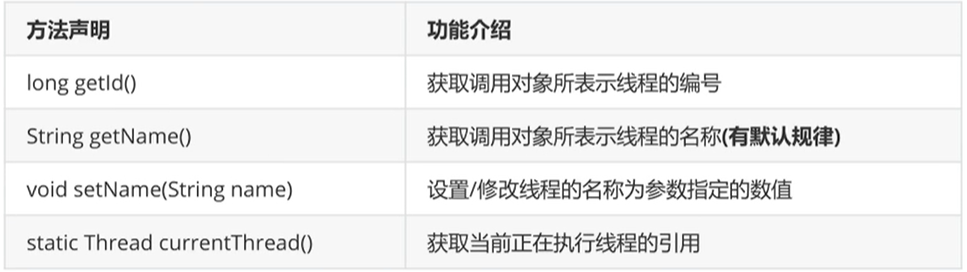 方法声明 功能介绍
long getId() 获取调用对象所表示线程的编号
String getName() 获取调用对象所表示线程的名称(有默认规律)
void setName(String name) 设置/修改线程的名称为参数指定的数值
static Thread currentThread() 获取当前正在执行线程的引用